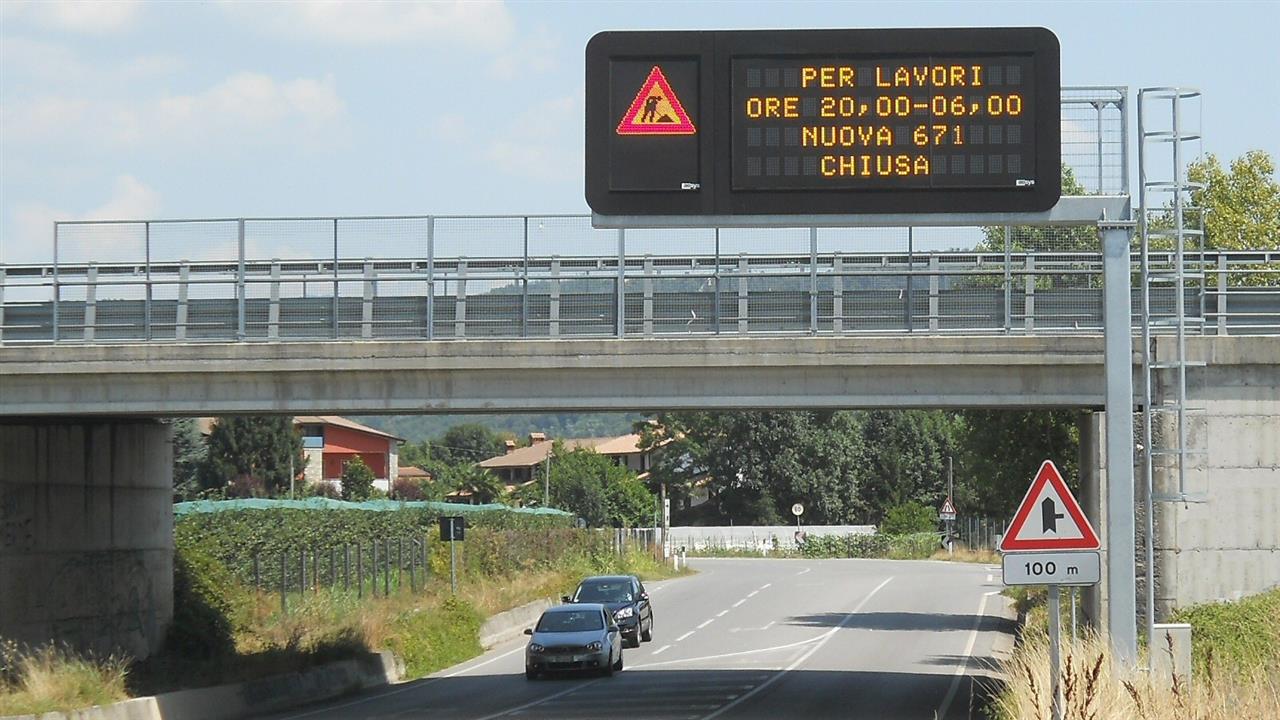 PER LAVORI
ORE 20,00-06,00
NUOVA 671
CHIUSA
100 m